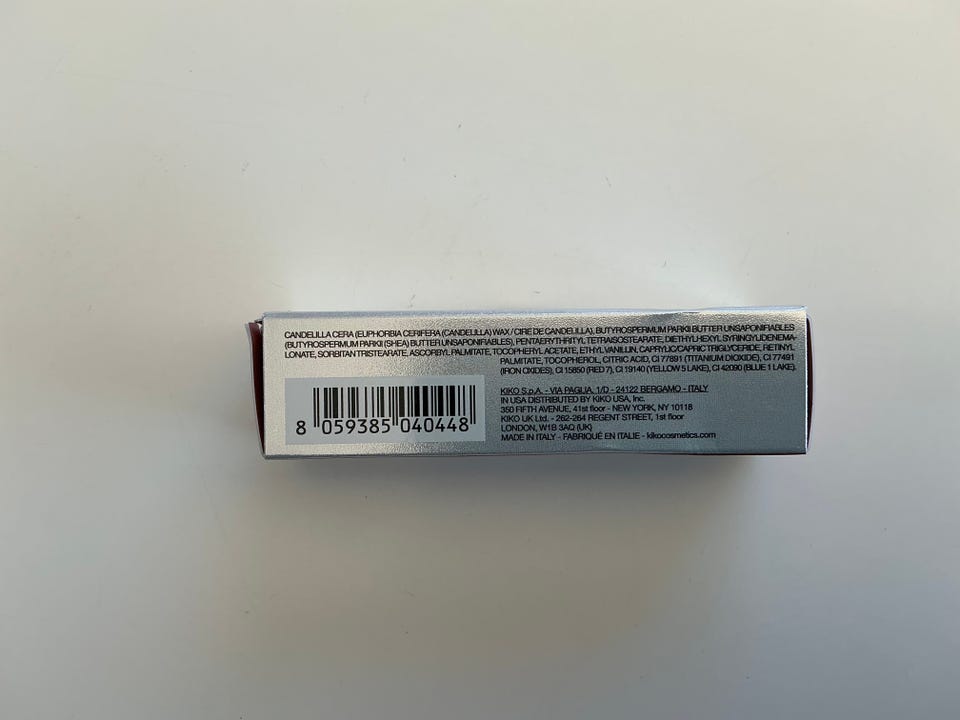 CANDELILLA CERA (EUPHORBIA CERIFERA (CANDELILLA) WAX / CIRE DE CANDELILLA), BUTYROSPERMUM PARKII BUTTER UNSAPONIFIABLES
(BUTYROSPERMUM PARKII (SHEA) BUTTER UNSAPONIFIABLES), PENTAERYTHRITYL TETRAISOSTEARATE, DIETHYLHEXYL SYRINGYLIDENEMA-
LONATE, SORBITAN TRISTEARATE, ASCORBYL PALMITATE, TOCOPHERYL ACETATE, ETHYL VANILLIN, CAPRYLIC/CAPRIC TRIGLYCERIDE, RETINYL
PALMITATE, TOCOPHEROL, CITRIC ACID, CI 77891 (TITANIUM DIOXIDE), CI 77491
(IRON OXIDES), CI 15850 (RED 7), CI 19140 (YELLOW 5 LAKE), CI 42090 (BLUE 1 LAKE).
KIKO S.p.A. - VIA PAGLIA, 1/D - 24122 BERGAMO - ITALY
IN USA DISTRIBUTED BY KIKO USA, Inc.
350 FIFTH AVENUE, 41st floor - NEW YORK, NY 10118
KIKO UK Ltd. - 262-264 REGENT STREET, 1st floor
LONDON, W1B 3AQ (UK)
MADE IN ITALY - FABRIQUÉ EN ITALIE - kikocosmetics.com
8 059385 040448